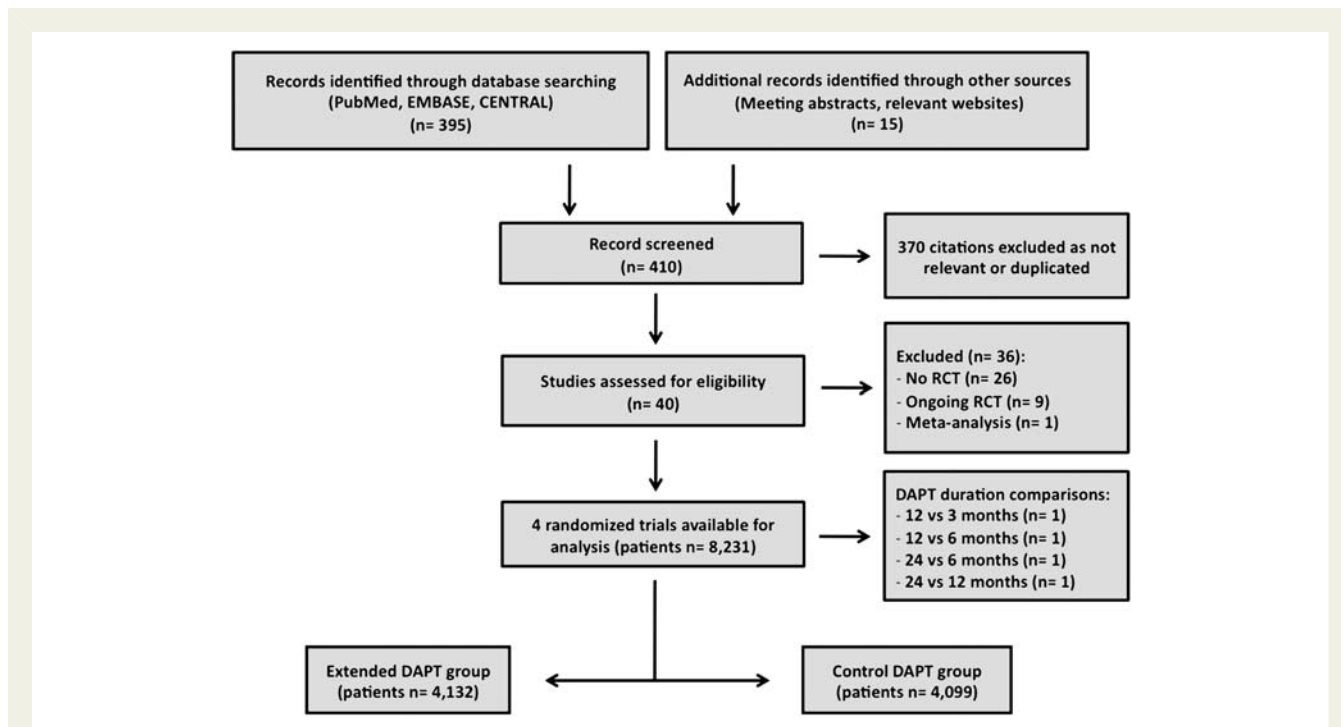 Records identified through database searching
(PubMed, EMBASE, CENTRAL)
(n= 395)
Additional records identified through other sources
(Meeting abstracts, relevant websites)
(n= 15)
Record screened
(n= 410)
370 citations excluded as not
relevant or duplicated
Studies assessed for eligibility
(n= 40)
Excluded (n= 36):
- No RCT (n= 26)
- Ongoing RCT (n= 9)
- Meta-analysis (n= 1)
4 randomized trials available for
analysis (patients n= 8,231)
DAPT duration comparisons:
- 12 vs 3 months (n= 1)
- 12 vs 6 months (n= 1)
- 24 vs 6 months (n= 1)
- 24 vs 12 months (n= 1)
Extended DAPT group
(patients n= 4,132)
Control DAPT group
(patients n= 4,099)